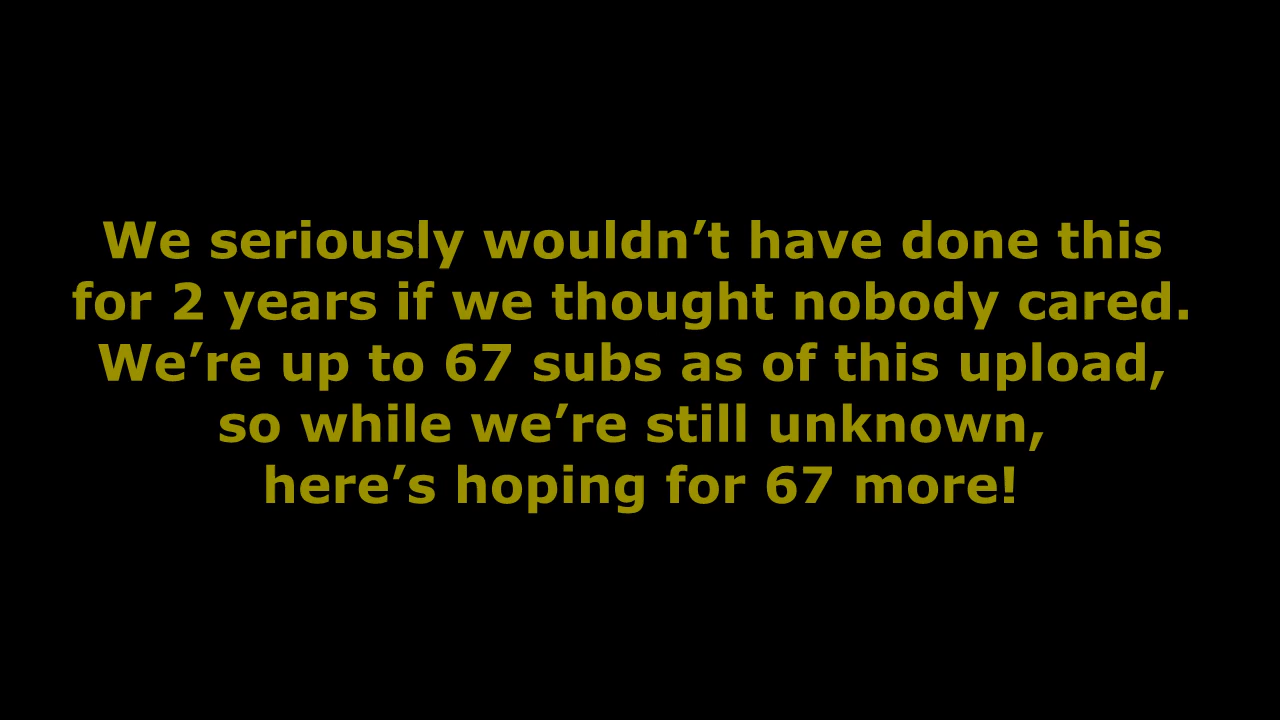 We seriously wouldn’t have done this
for 2 years if we thought nobody cared.
We’re up to 67 subs as of this upload,
so while we’re still unknown,
here’s hoping for 67 more!